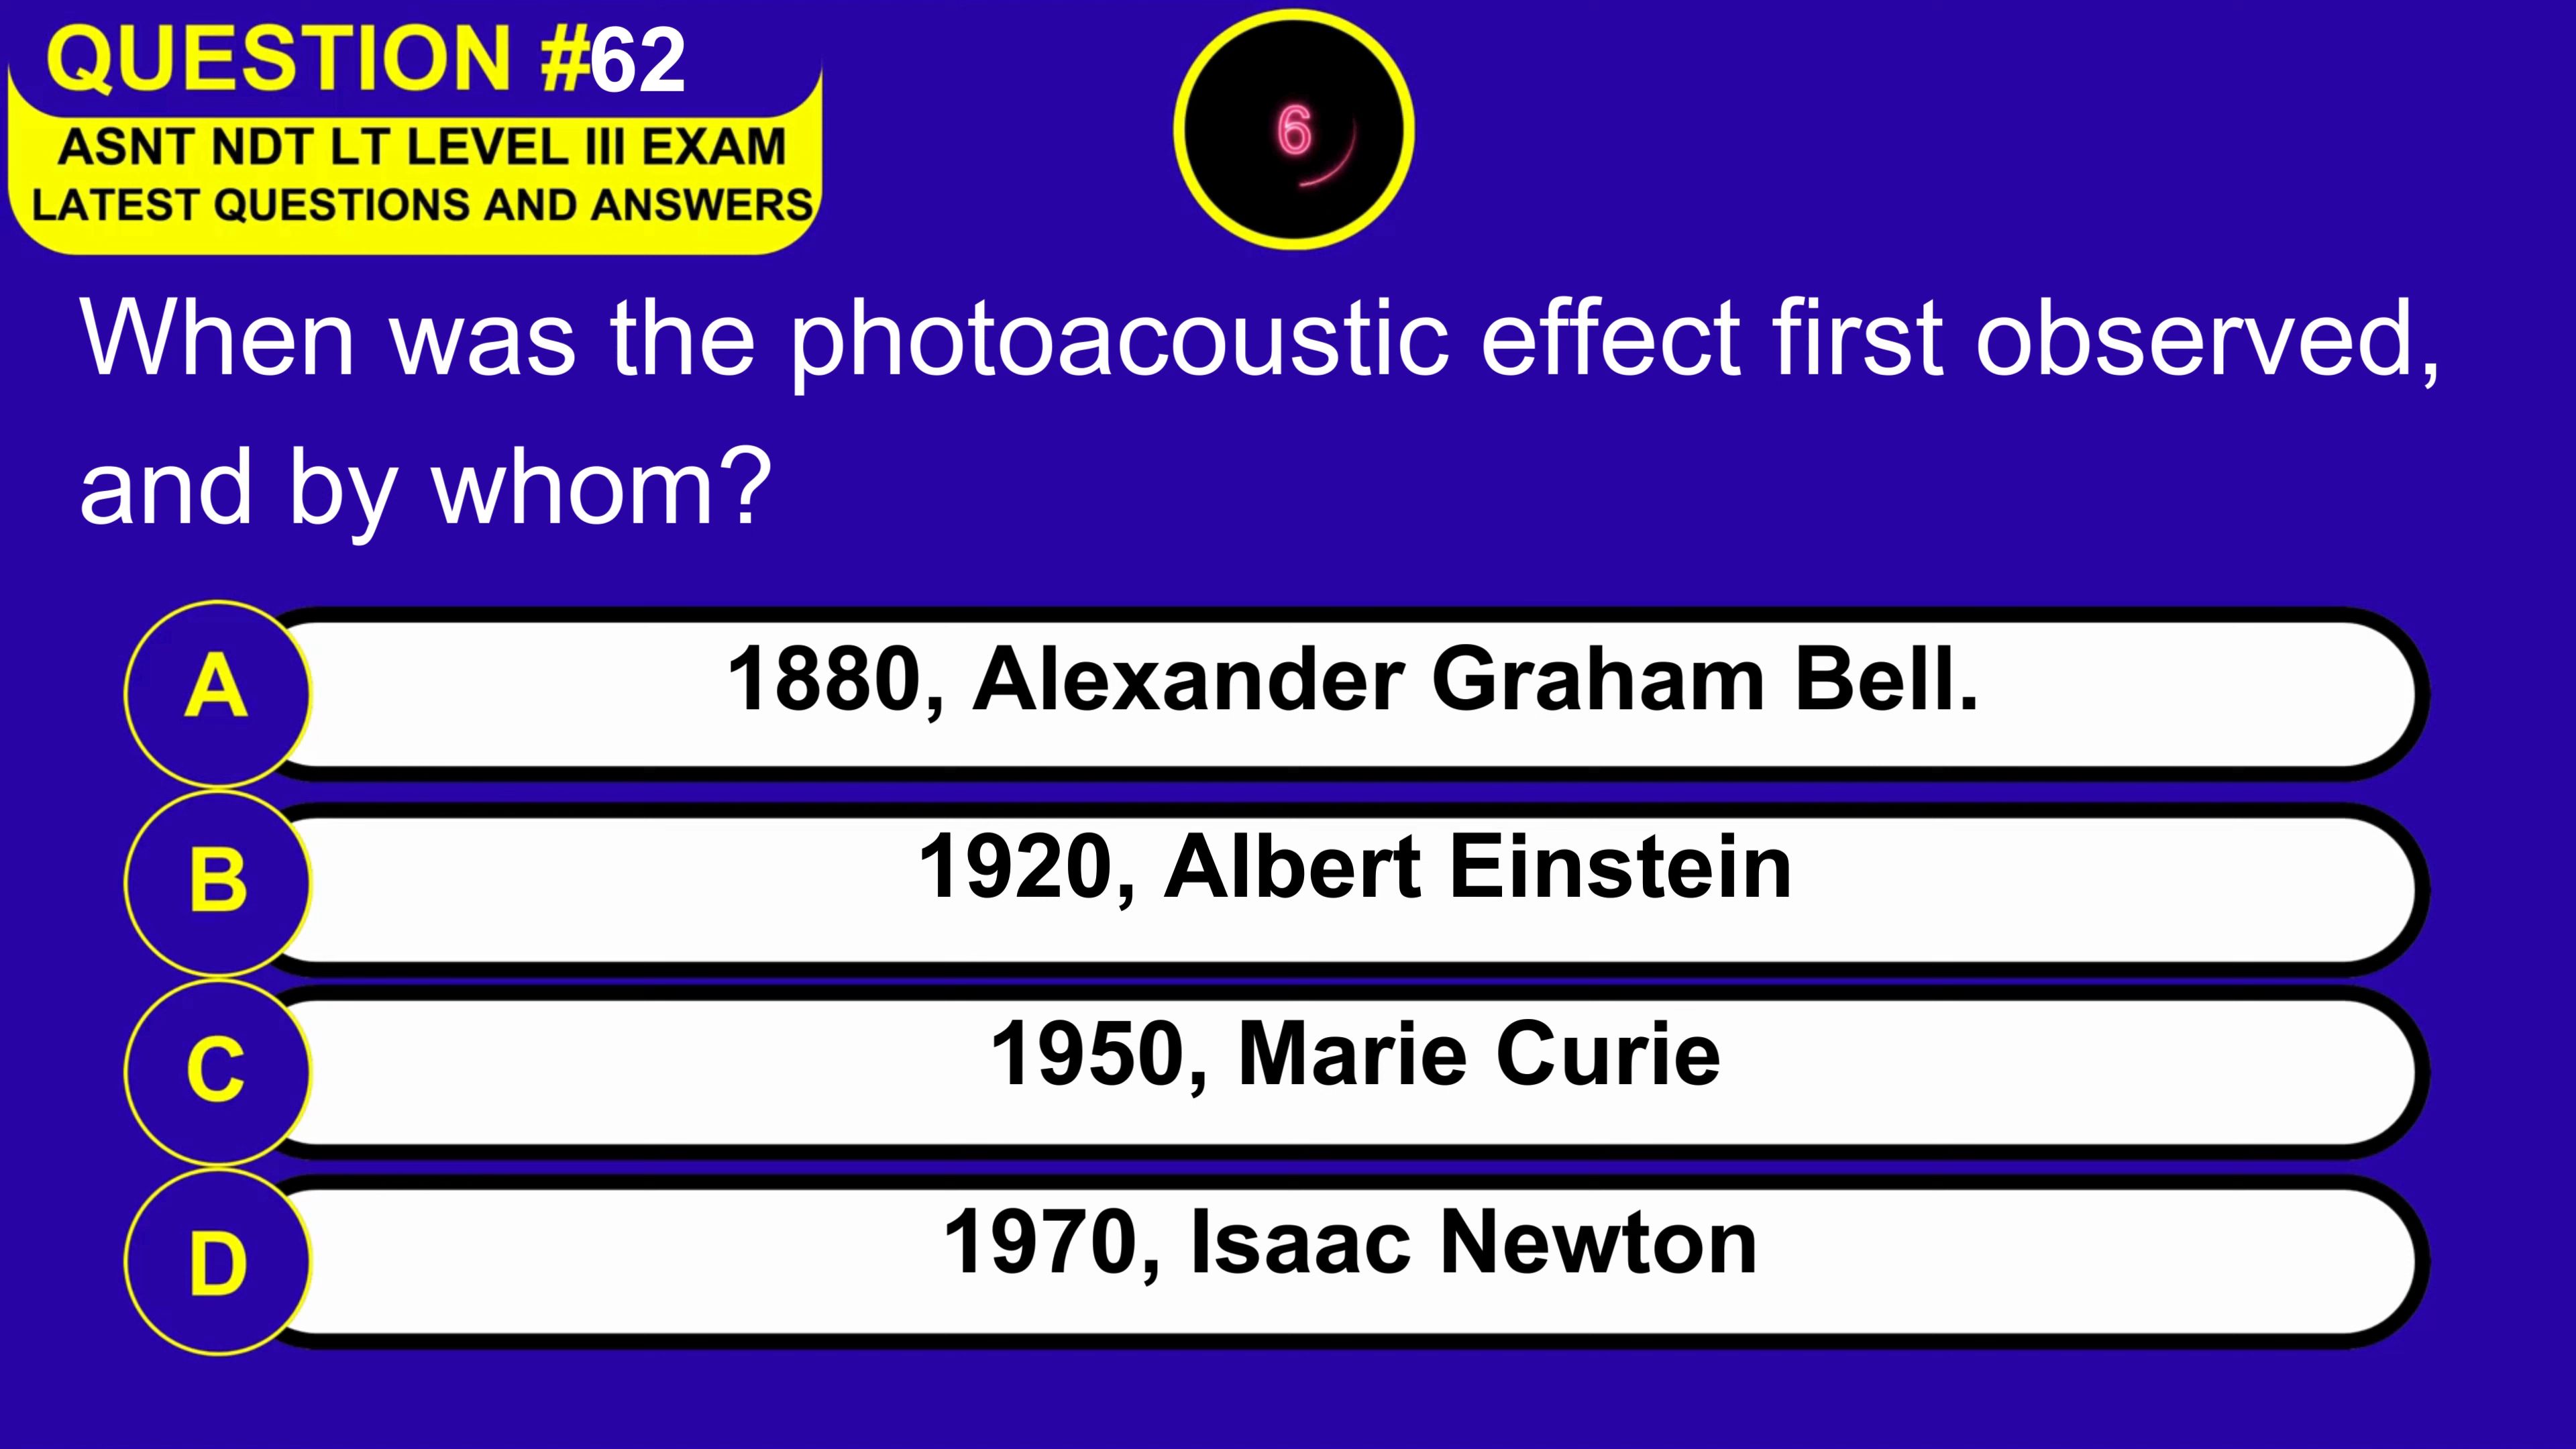 QUESTION #62
ASNT NDT LT LEVEL III EXAM
LATEST QUESTIONS AND ANSWERS
6
When was the photoacoustic effect first observed,
and by whom?
A 1880, Alexander Graham Bell.
B 1920, Albert Einstein
C 1950, Marie Curie
D 1970, Isaac Newton